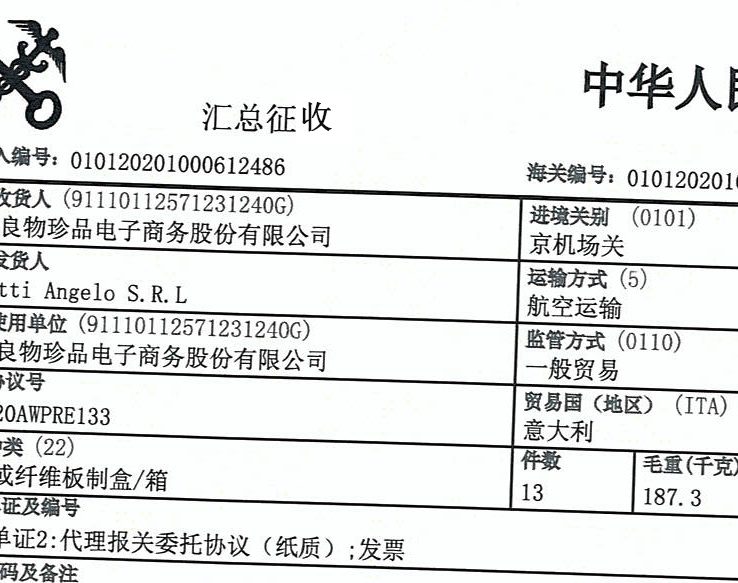 中华人民
汇总征收
入编号：010120201000612486
海关编号：0101202010
收货人（91110112571231240G）
良物珍品电子商务股份有限公司
进境关别 （0101）
京机场关
发货人
tti Angelo S.R.L
运输方式（5）
航空运输
使用单位（91110112571231240G）
良物珍品电子商务股份有限公司
监管方式（0110）
一般贸易
协议号
20AWPRE133
贸易国（地区）（ITA）
意大利
种类（22）
或纤维板制盒/箱
件数
13
毛重(千克)
187.3
单证及编号
单证2:代理报关委托协议（纸质）;发票
码及备注